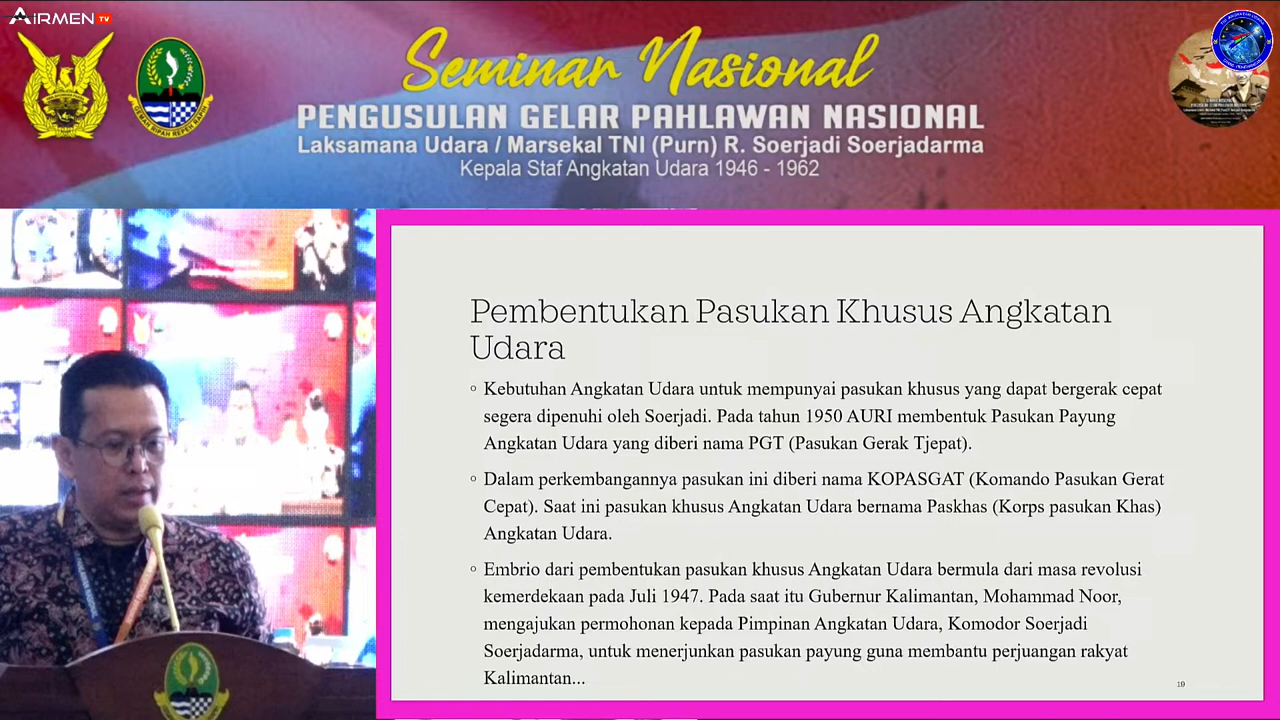 AiRMEN TV
Seminar Nasional
PENGUSULAN GELAR PAHLAWAN NASIONAL
Laksamana Udara / Marsekal TNI (Purn) R. Soerjadi Soerjadarma
Kepala Staf Angkatan Udara 1946 - 1962
Pembentukan Pasukan Khusus Angkatan
Udara
Kebutuhan Angkatan Udara untuk mempunyai pasukan khusus yang dapat bergerak cepat
segera dipenuhi oleh Soerjadi. Pada tahun 1950 AURI membentuk Pasukan Payung
Angkatan Udara yang diberi nama PGT (Pasukan Gerak Tjepat).
Dalam perkembangannya pasukan ini diberi nama KOPASGAT (Komando Pasukan Gerat
Cepat). Saat ini pasukan khusus Angkatan Udara bernama Paskhas (Korps pasukan Khas)
Angkatan Udara.
Embrio dari pembentukan pasukan khusus Angkatan Udara bermula dari masa revolusi
kemerdekaan pada Juli 1947. Pada saat itu Gubernur Kalimantan, Mohammad Noor,
mengajukan permohonan kepada Pimpinan Angkatan Udara, Komodor Soerjadi
Soerjadarma, untuk menerjunkan pasukan payung guna membantu perjuangan rakyat
Kalimantan...
19